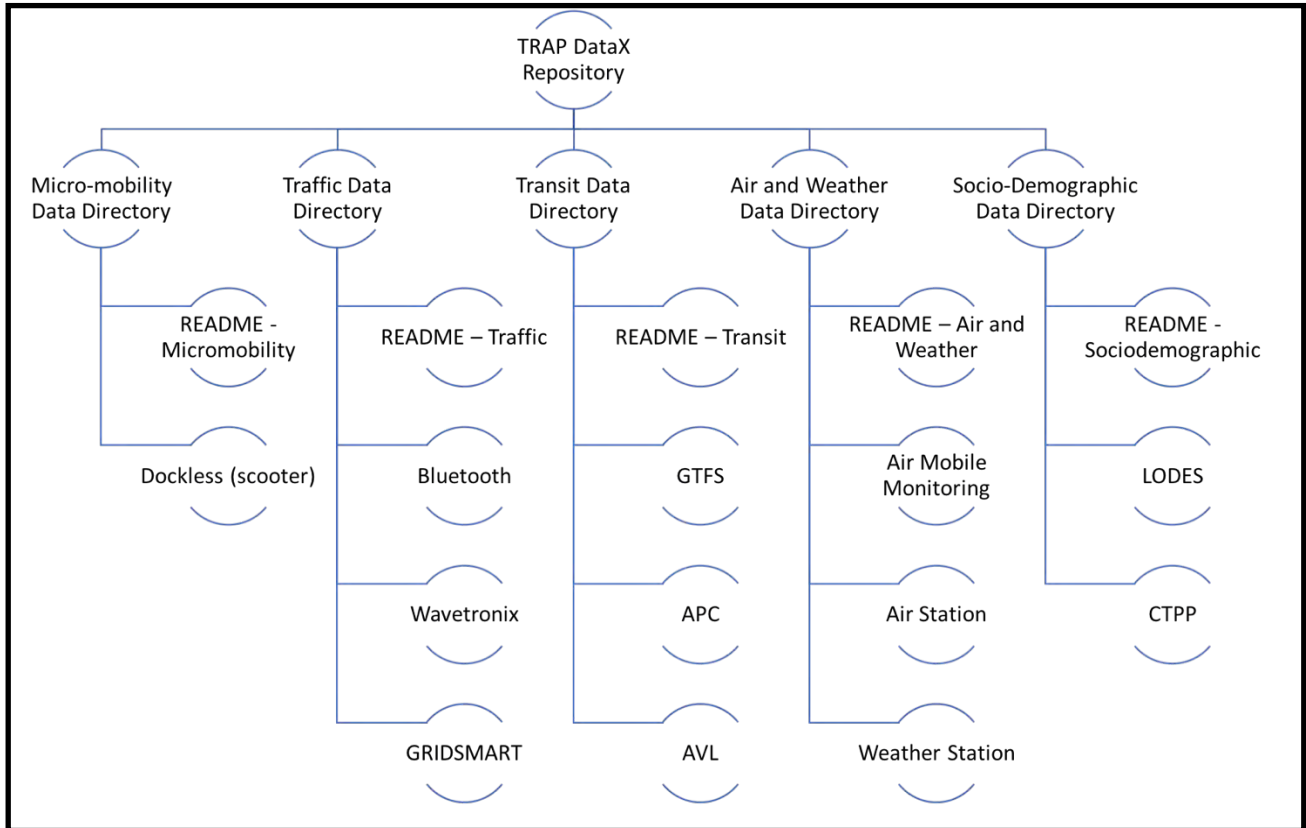 TRAP DataX
Repository
Micro-mobility
Data Directory
Traffic Data
Directory
Transit Data
Directory
Air and Weather
Data Directory
Socio-Demographic
Data Directory
README -
Micromobility
README – Traffic
README – Transit
README – Air and
Weather
README -
Sociodemographic
Dockless (scooter)
Bluetooth
GTFS
Air Mobile
Monitoring
LODES
Wavetronix
APC
Air Station
CTPP
GRIDSMART
AVL
Weather Station